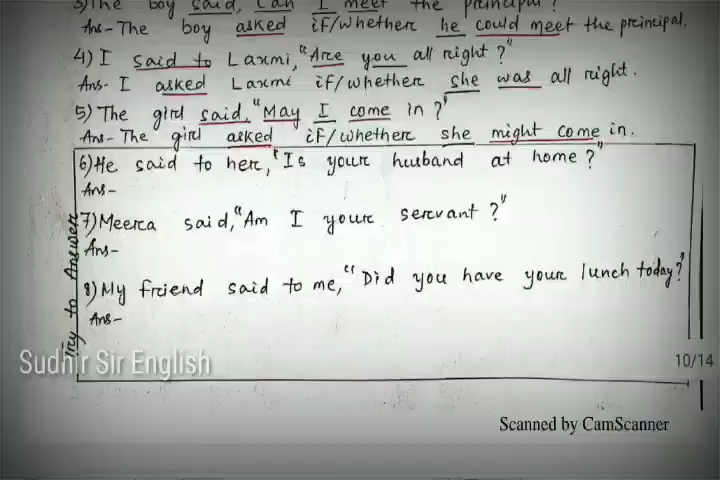 3) The boy said, "Can I meet the principal?"
Ans- The boy asked if/whether he could meet the principal.
4) I said to Laxmi, "Are you all right?"
Ans- I asked Laxmi if/whether she was all right.
5) The girl said, "May I come in?"
Ans- The girl asked if/whether she might come in.
6) He said to her, "Is your husband at home?"
Ans-
7) Meera said, "Am I your servant?"
Ans-
8) My friend said to me, "Did you have your lunch today?"
Ans-
Try to Answer
Sudhir Sir English
10/14
Scanned by CamScanner